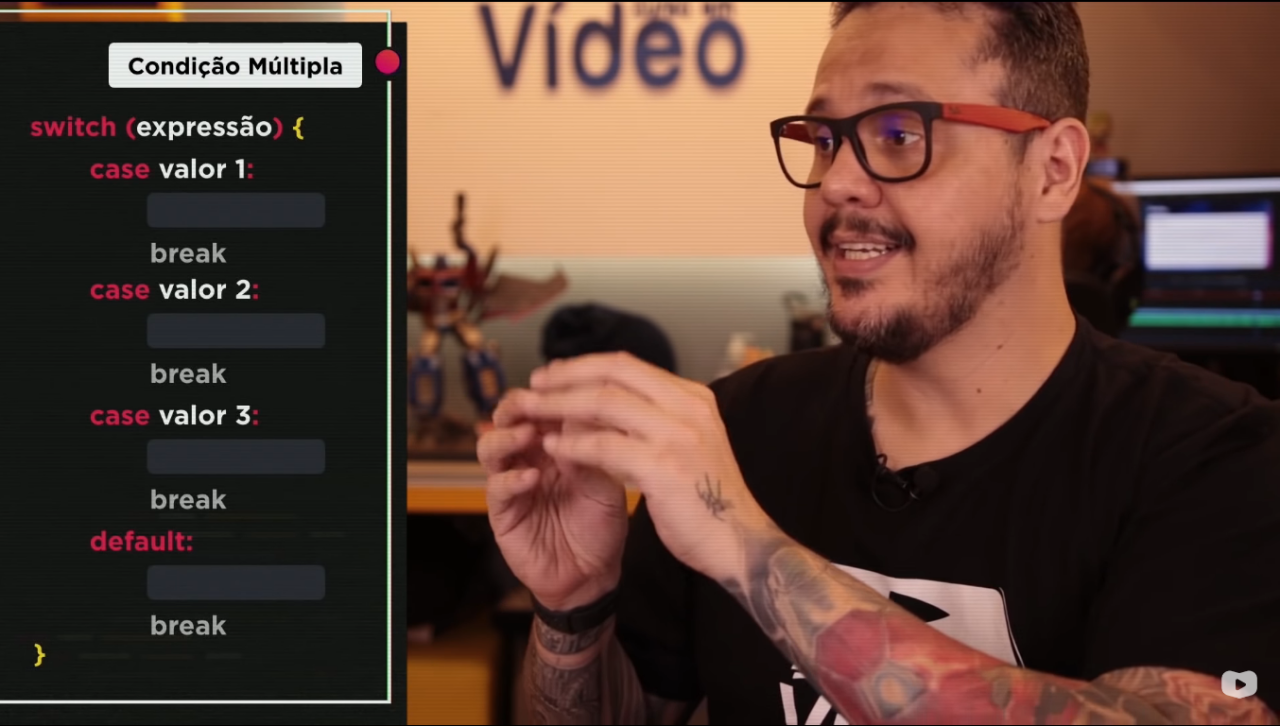 Condição Múltipla
switch (expressão) {
case valor 1:
break
case valor 2:
break
case valor 3:
break
default:
break
}
Vídeo